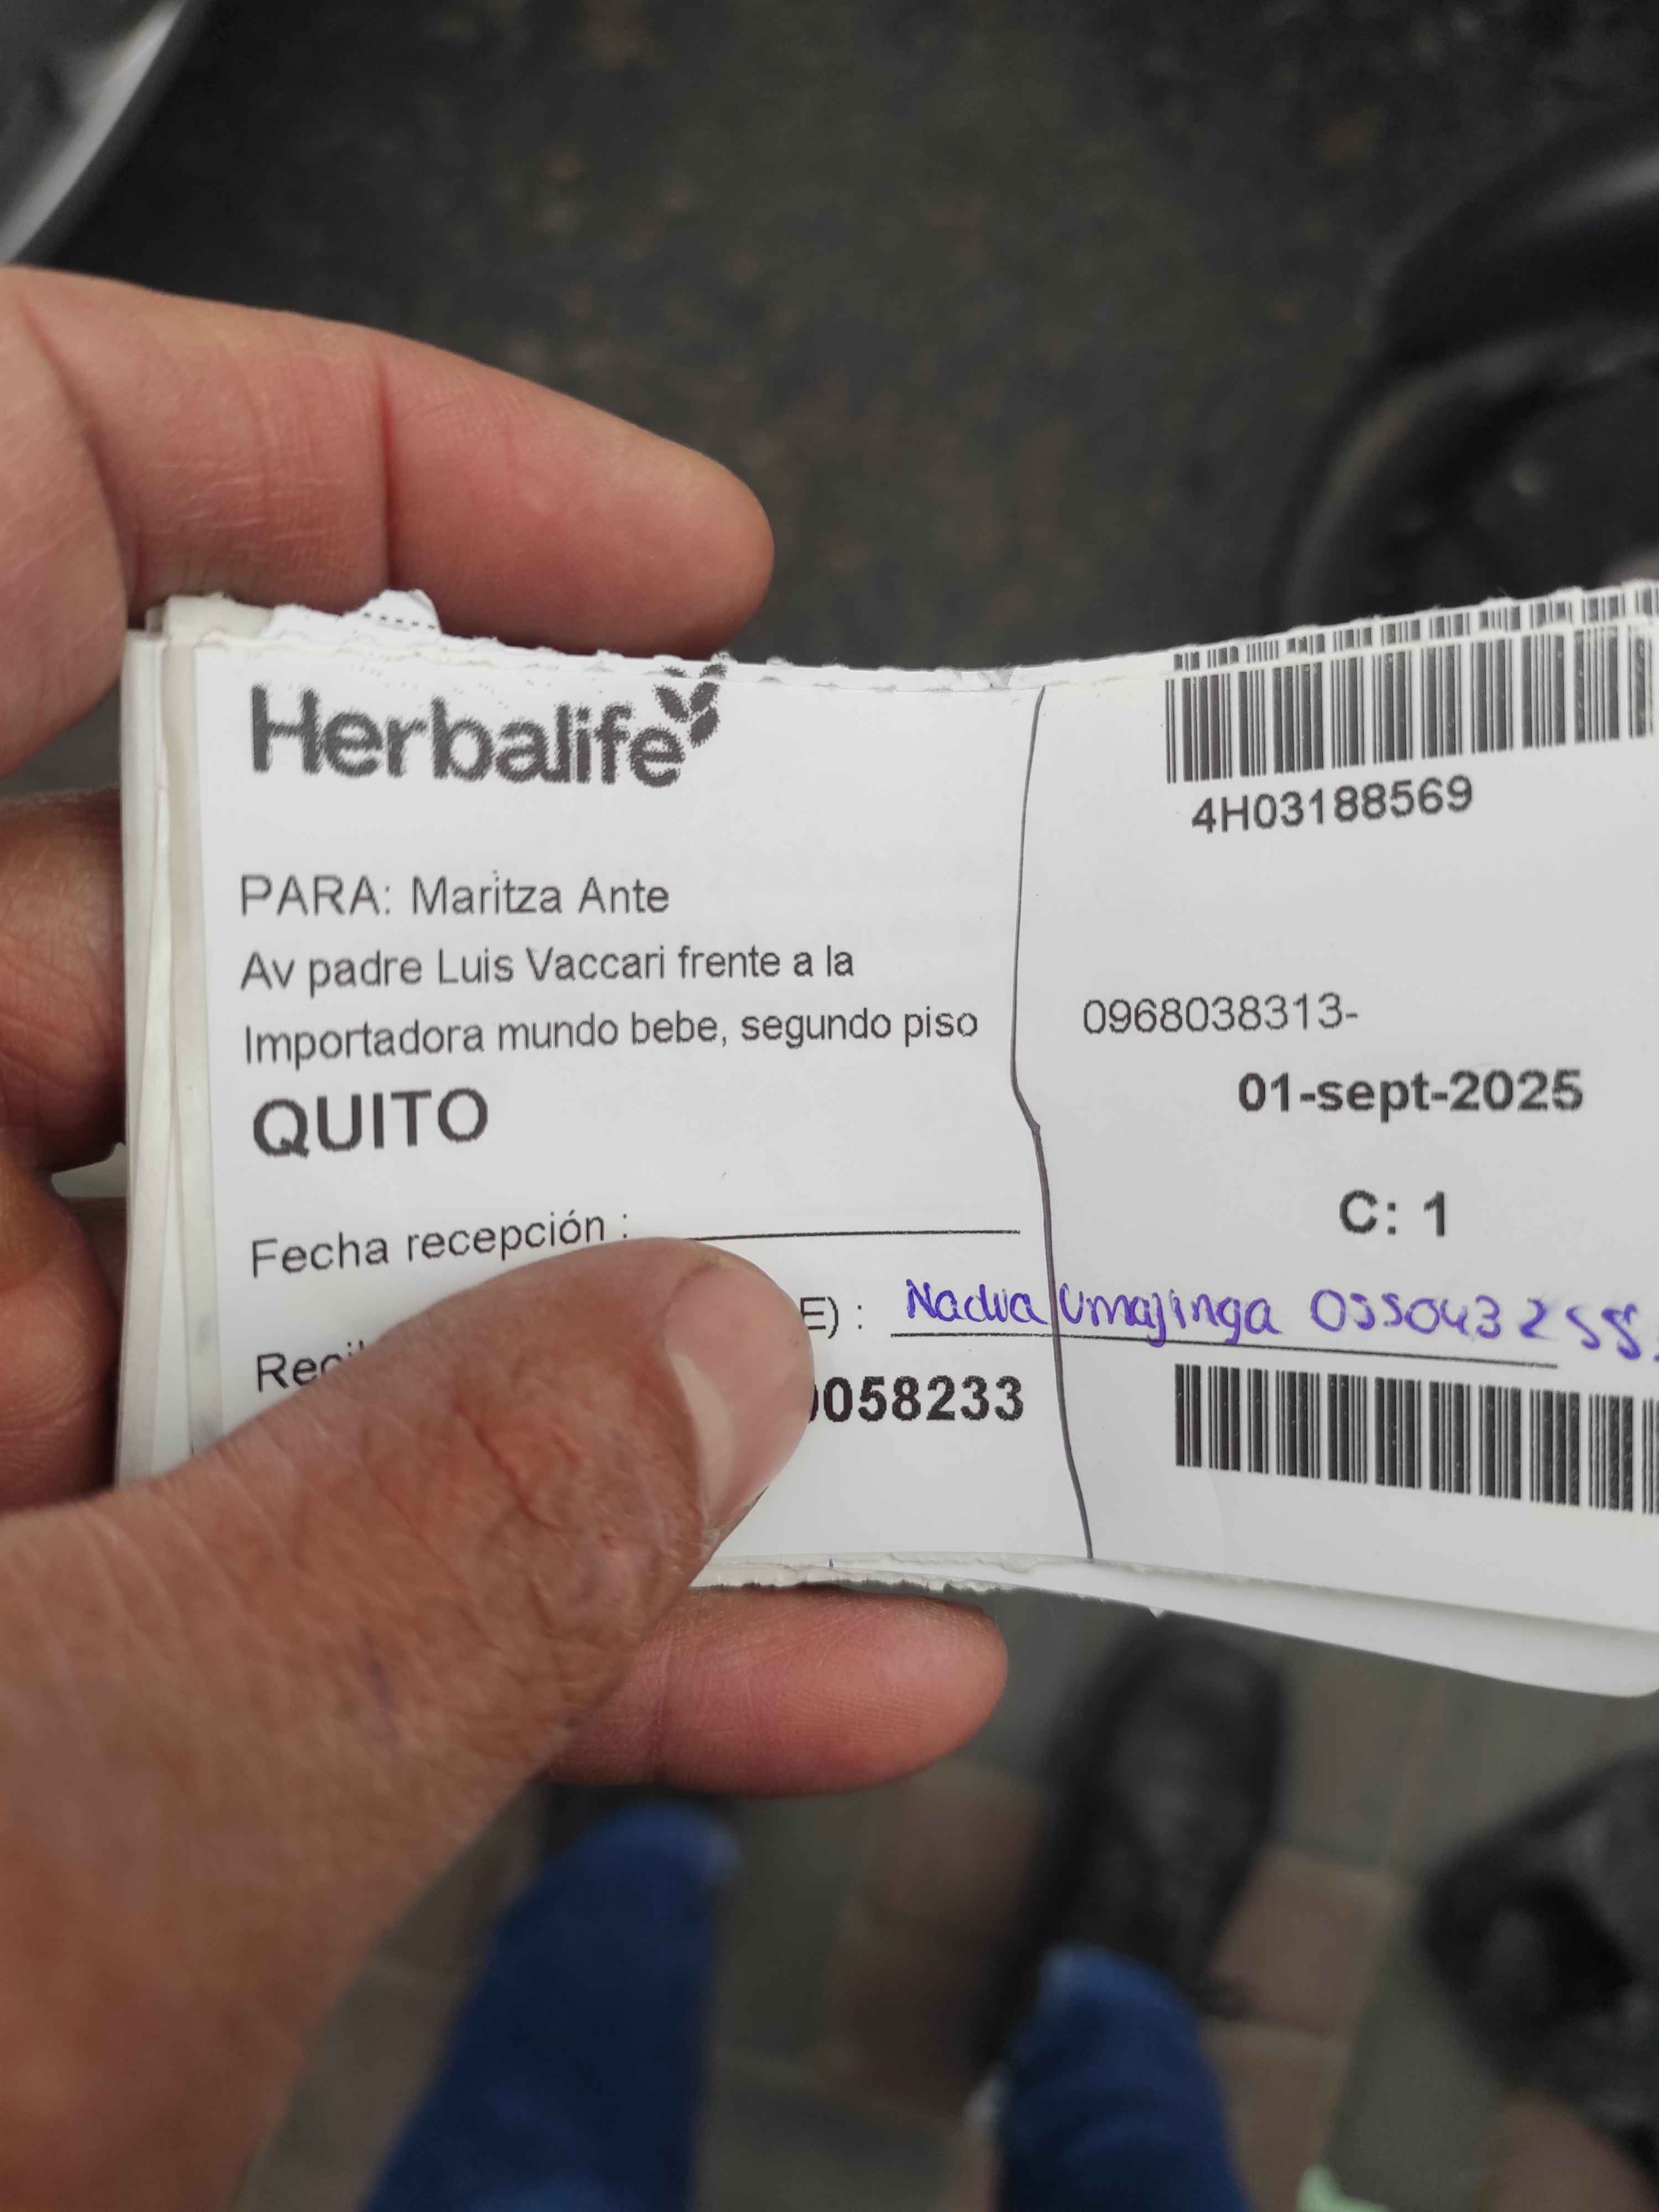 Herbalife
4H03188569
PARA: Maritza Ante
Av padre Luis Vaccari frente a la
Importadora mundo bebe, segundo piso
0968038313-
QUITO
01-sept-2025
C: 1
Fecha recepción :
E) : Nadia Umajinga
058233